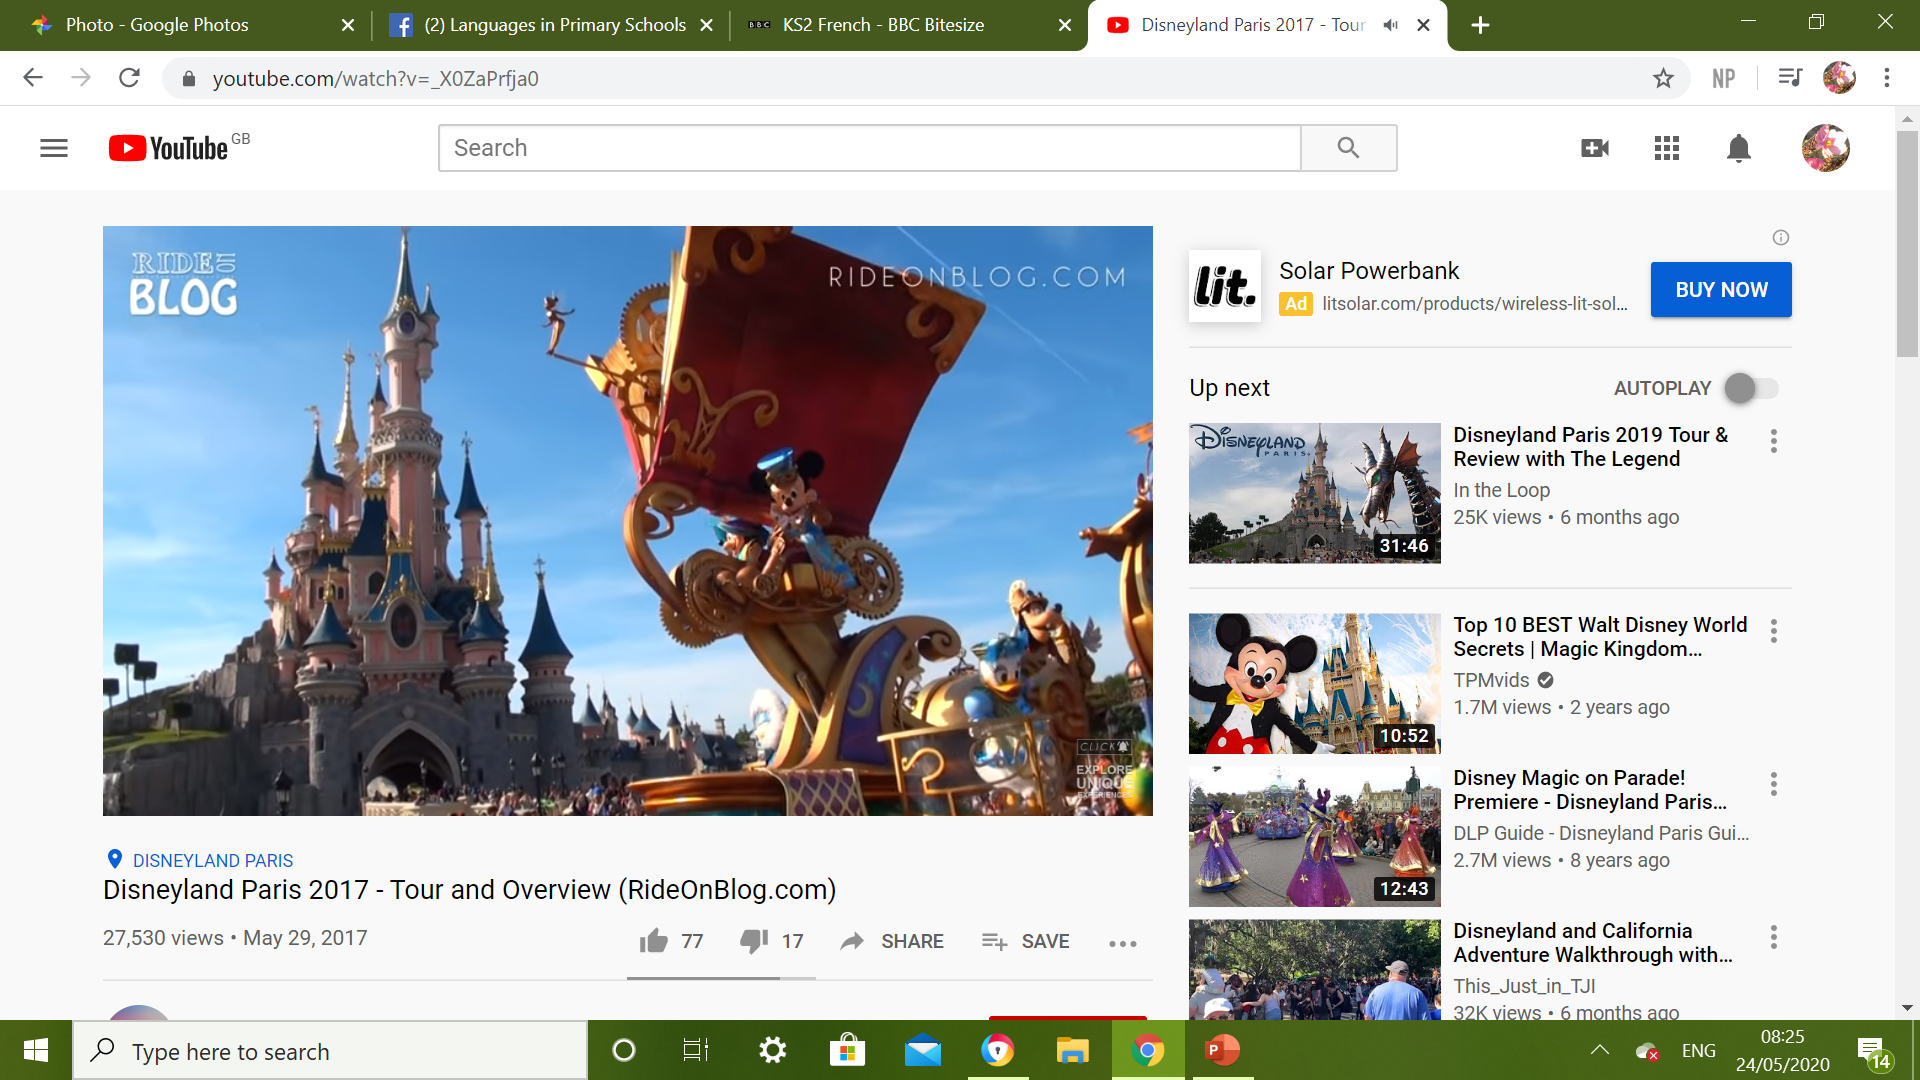 Photo - Google Photos
(2) Languages in Primary Schools
BBC KS2 French - BBC Bitesize
Disneyland Paris 2017 - Tour
youtube.com/watch?v=_X0ZaPrfja0
NP
YouTube GB
Search
RIDE ON
BLOG
RIDEONBLOG.COM
CLICK
EXPLORE
UNIQUE
EXPERIENCES
DISNEYLAND PARIS
Disneyland Paris 2017 - Tour and Overview (RideOnBlog.com)
27,530 views • May 29, 2017
77
17
SHARE
SAVE
lit.
Solar Powerbank
Ad litsolar.com/products/wireless-lit-sol...
BUY NOW
Up next
AUTOPLAY
DISNEYLAND
PARIS
31:46
Disneyland Paris 2019 Tour &
Review with The Legend
In the Loop
25K views • 6 months ago
10:52
Top 10 BEST Walt Disney World
Secrets | Magic Kingdom...
TPMvids
1.7M views • 2 years ago
12:43
Disney Magic on Parade!
Premiere - Disneyland Paris...
DLP Guide - Disneyland Paris Gui...
2.7M views • 8 years ago
Disneyland and California
Adventure Walkthrough with...
This_Just_in_TJI
32K views • 6 months ago
Type here to search
P
ENG
08:25
24/05/2020
14